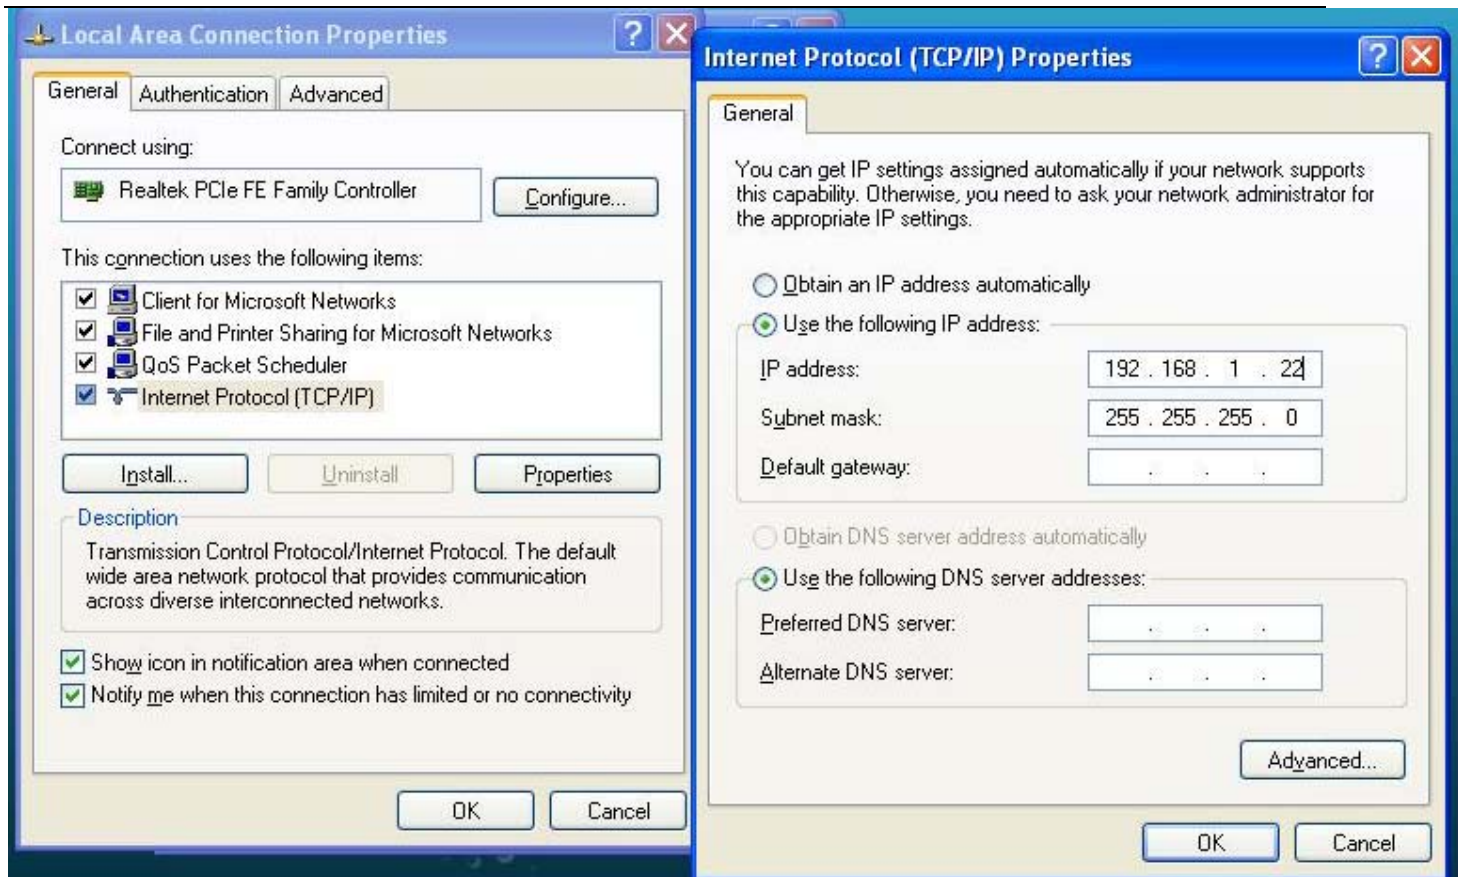 Local Area Connection Properties
General Authentication Advanced
Connect using:
Realtek PCIe FE Family Controller
Configure...
This connection uses the following items:
Client for Microsoft Networks
File and Printer Sharing for Microsoft Networks
QoS Packet Scheduler
Internet Protocol (TCP/IP)
Install... Uninstall Properties
Description
Transmission Control Protocol/Internet Protocol. The default
wide area network protocol that provides communication
across diverse interconnected networks.
Show icon in notification area when connected
Notify me when this connection has limited or no connectivity
OK Cancel
Internet Protocol (TCP/IP) Properties
General
You can get IP settings assigned automatically if your network supports
this capability. Otherwise, you need to ask your network administrator for
the appropriate IP settings.
Obtain an IP address automatically
Use the following IP address:
IP address: 192 . 168 . 1 . 22
Subnet mask: 255 . 255 . 255 . 0
Default gateway: . . .
Obtain DNS server address automatically
Use the following DNS server addresses:
Preferred DNS server: . . .
Alternate DNS server: . . .
Advanced...
OK Cancel